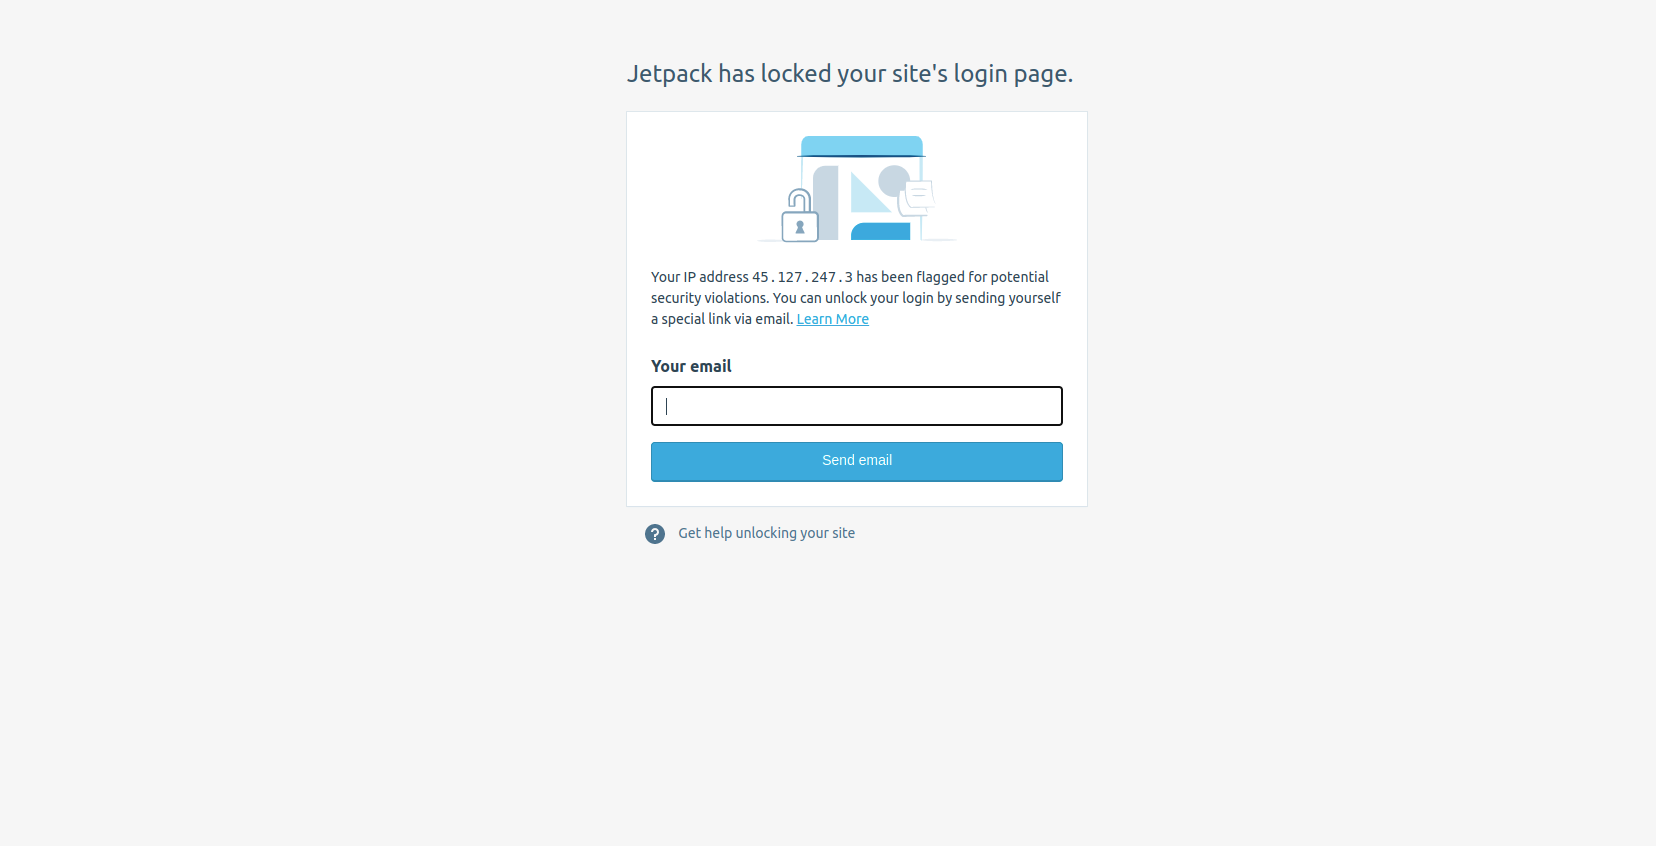 Jetpack has locked your site's login page.
Your IP address 45.127.247.3 has been flagged for potential
security violations. You can unlock your login by sending yourself
a special link via email. Learn More
Your email
Send email
? Get help unlocking your site